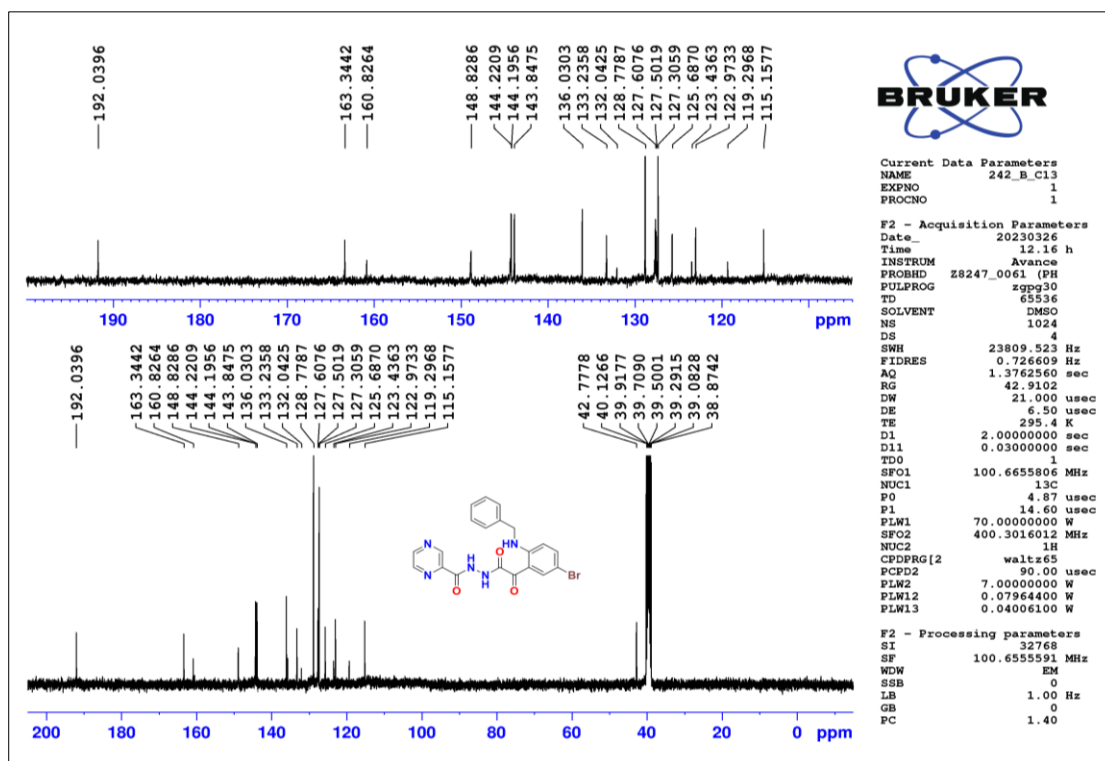 192.0396
163.3442
160.8264
148.8286
144.2209
144.1956
143.8475
136.0303
133.2358
132.0425
128.7787
127.6076
127.5019
127.3059
125.6870
123.4363
122.9733
119.2968
115.1577
190 180 170 160 150 140 130 120 ppm
192.0396
163.3442
160.8264
148.8286
144.2209
144.1956
143.8475
136.0303
133.2358
132.0425
128.7787
127.6076
127.5019
127.3059
125.6870
123.4363
122.9733
119.2968
115.1577
42.7778
40.1266
39.9177
39.7090
39.5001
39.2915
39.0828
38.8742
N
N
O
H
N
N
H
O
O
HN
Br
200 180 160 140 120 100 80 60 40 20 0 ppm
BRUKER
Current Data Parameters
NAME 242_B_C13
EXPNO 1
PROCNO 1
F2 - Acquisition Parameters
Date_ 20230326
Time 12.16 h
INSTRUM Avance
PROBHD Z8247_0061 (PH
PULPROG zgpg30
TD 65536
SOLVENT DMSO
NS 1024
DS 4
SWH 23809.523 Hz
FIDRES 0.726609 Hz
AQ 1.3762560 sec
RG 42.9102
DW 21.000 usec
DE 6.50 usec
TE 295.4 K
D1 2.00000000 sec
D11 0.03000000 sec
TD0 1
SFO1 100.6655806 MHz
NUC1 13C
P0 4.87 usec
P1 14.60 usec
PLW1 70.00000000 W
SFO2 400.3016012 MHz
NUC2 1H
CPDPRG[2 waltz65
PCPD2 90.00 usec
PLW2 7.00000000 W
PLW12 0.07964400 W
PLW13 0.04006100 W
F2 - Processing parameters
SI 32768
SF 100.6555591 MHz
WDW EM
SSB 0
LB 1.00 Hz
GB 0
PC 1.40